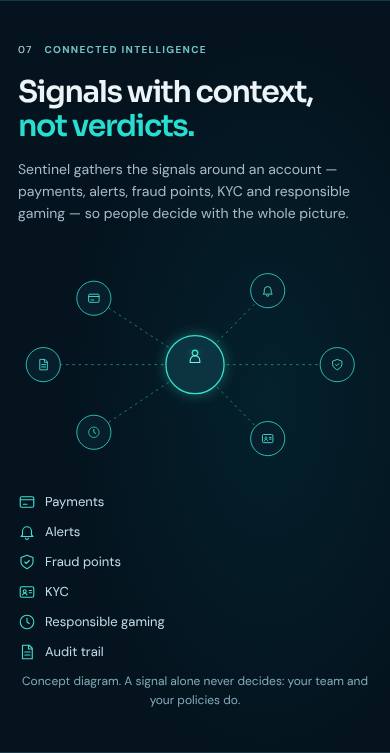 07 CONNECTED INTELLIGENCE
Signals with context,
not verdicts.
Sentinel gathers the signals around an account —
payments, alerts, fraud points, KYC and responsible
gaming — so people decide with the whole picture.
Payments
Alerts
Fraud points
KYC
Responsible gaming
Audit trail
Concept diagram. A signal alone never decides: your team and
your policies do.